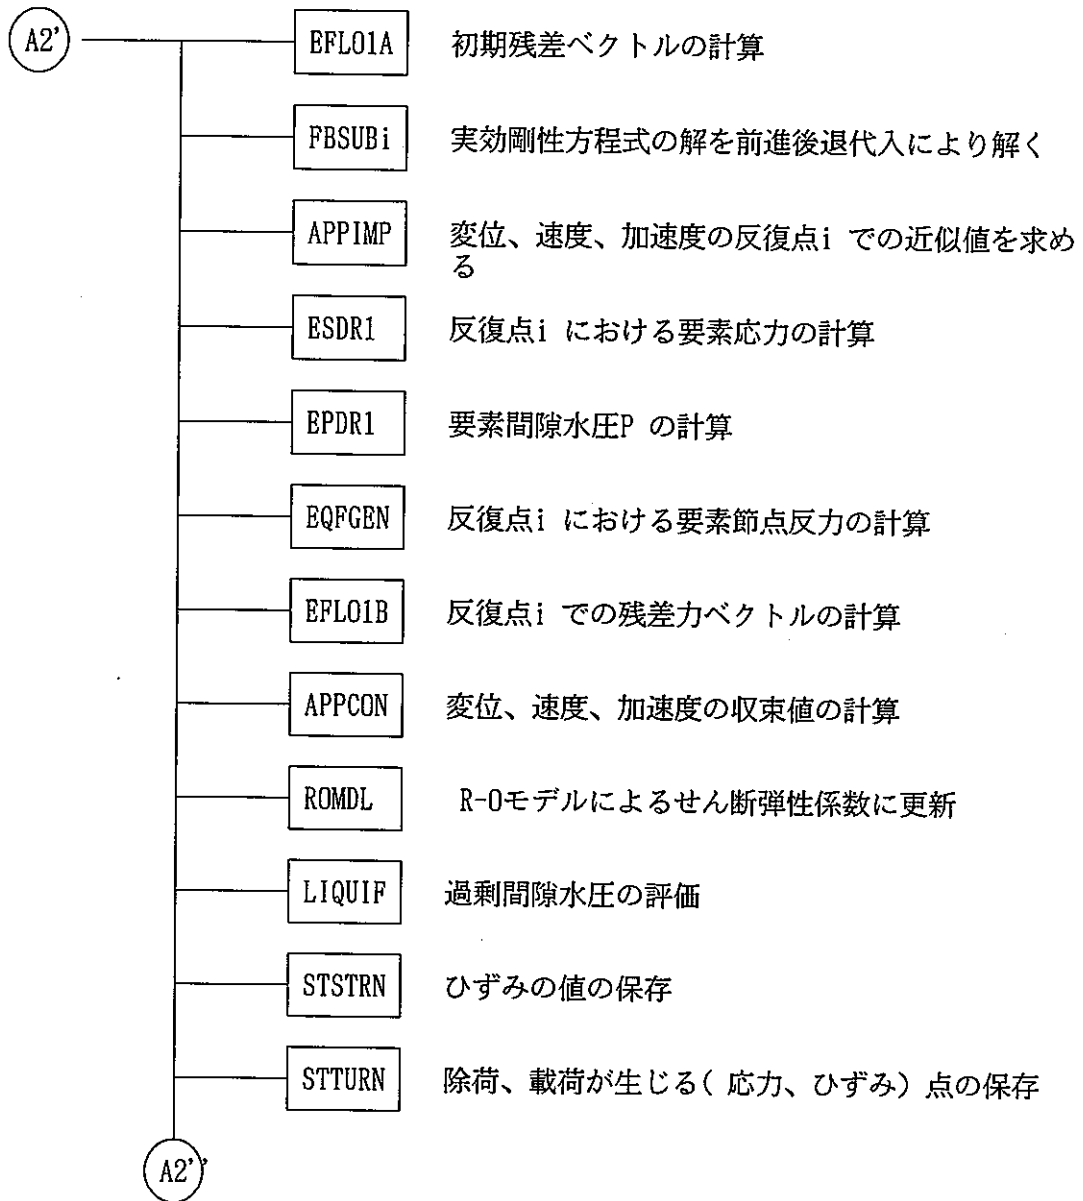 A2'
EFL01A 初期残差ベクトルの計算
FBSUBi 実効剛性方程式の解を前進後退代入により解く
APPIMP 変位、速度、加速度の反復点i での近似値を求め
る
ESDR1 反復点i における要素応力の計算
EPDR1 要素間隙水圧P の計算
EQFGEN 反復点i における要素節点反力の計算
EFL01B 反復点i での残差力ベクトルの計算
APPCON 変位、速度、加速度の収束値の計算
ROMDL R-Oモデルによるせん断弾性係数に更新
LIQUIF 過剰間隙水圧の評価
STSTRN ひずみの値の保存
STTURN 除荷、載荷が生じる( 応力、ひずみ) 点の保存
A2''